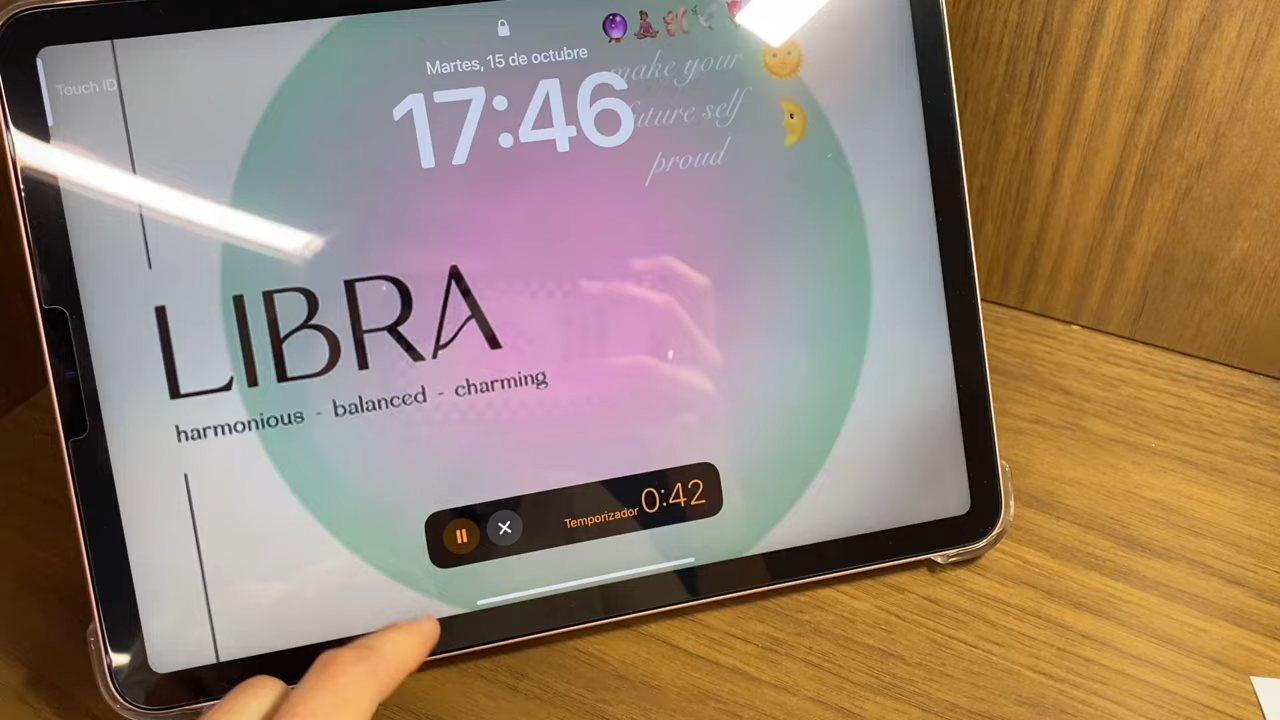 Touch ID
Martes, 15 de octubre
17:46
make your
future self
proud
LIBRA
harmonious - balanced - charming
Temporizador 0:42